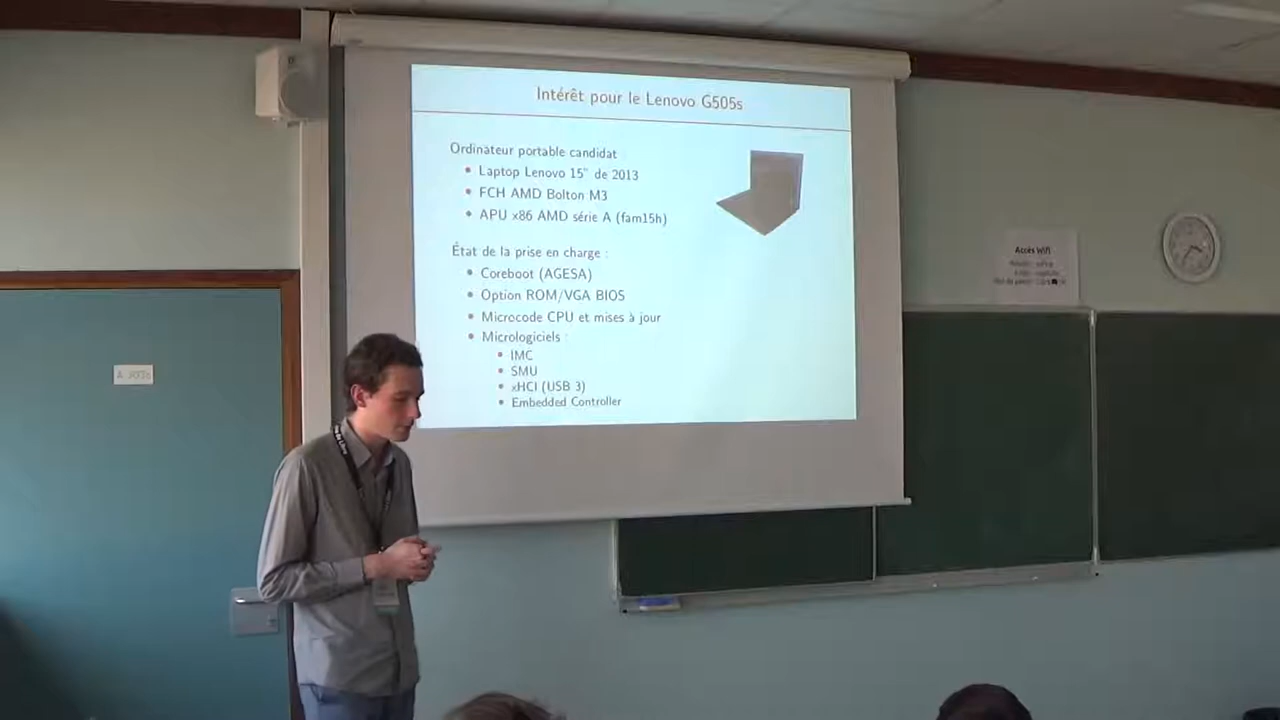 Intérêt pour le Lenovo G505s
Ordinateur portable candidat
• Laptop Lenovo 15" de 2013
• FCH AMD Bolton M3
• APU x86 AMD série A (fam15h)
État de la prise en charge :
• Coreboot (AGESA)
• Option ROM/VGA BIOS
• Microcode CPU et mises à jour
• Micrologiciels :
• IMC
• SMU
• xHCI (USB 3)
• Embedded Controller
Accès Wifi